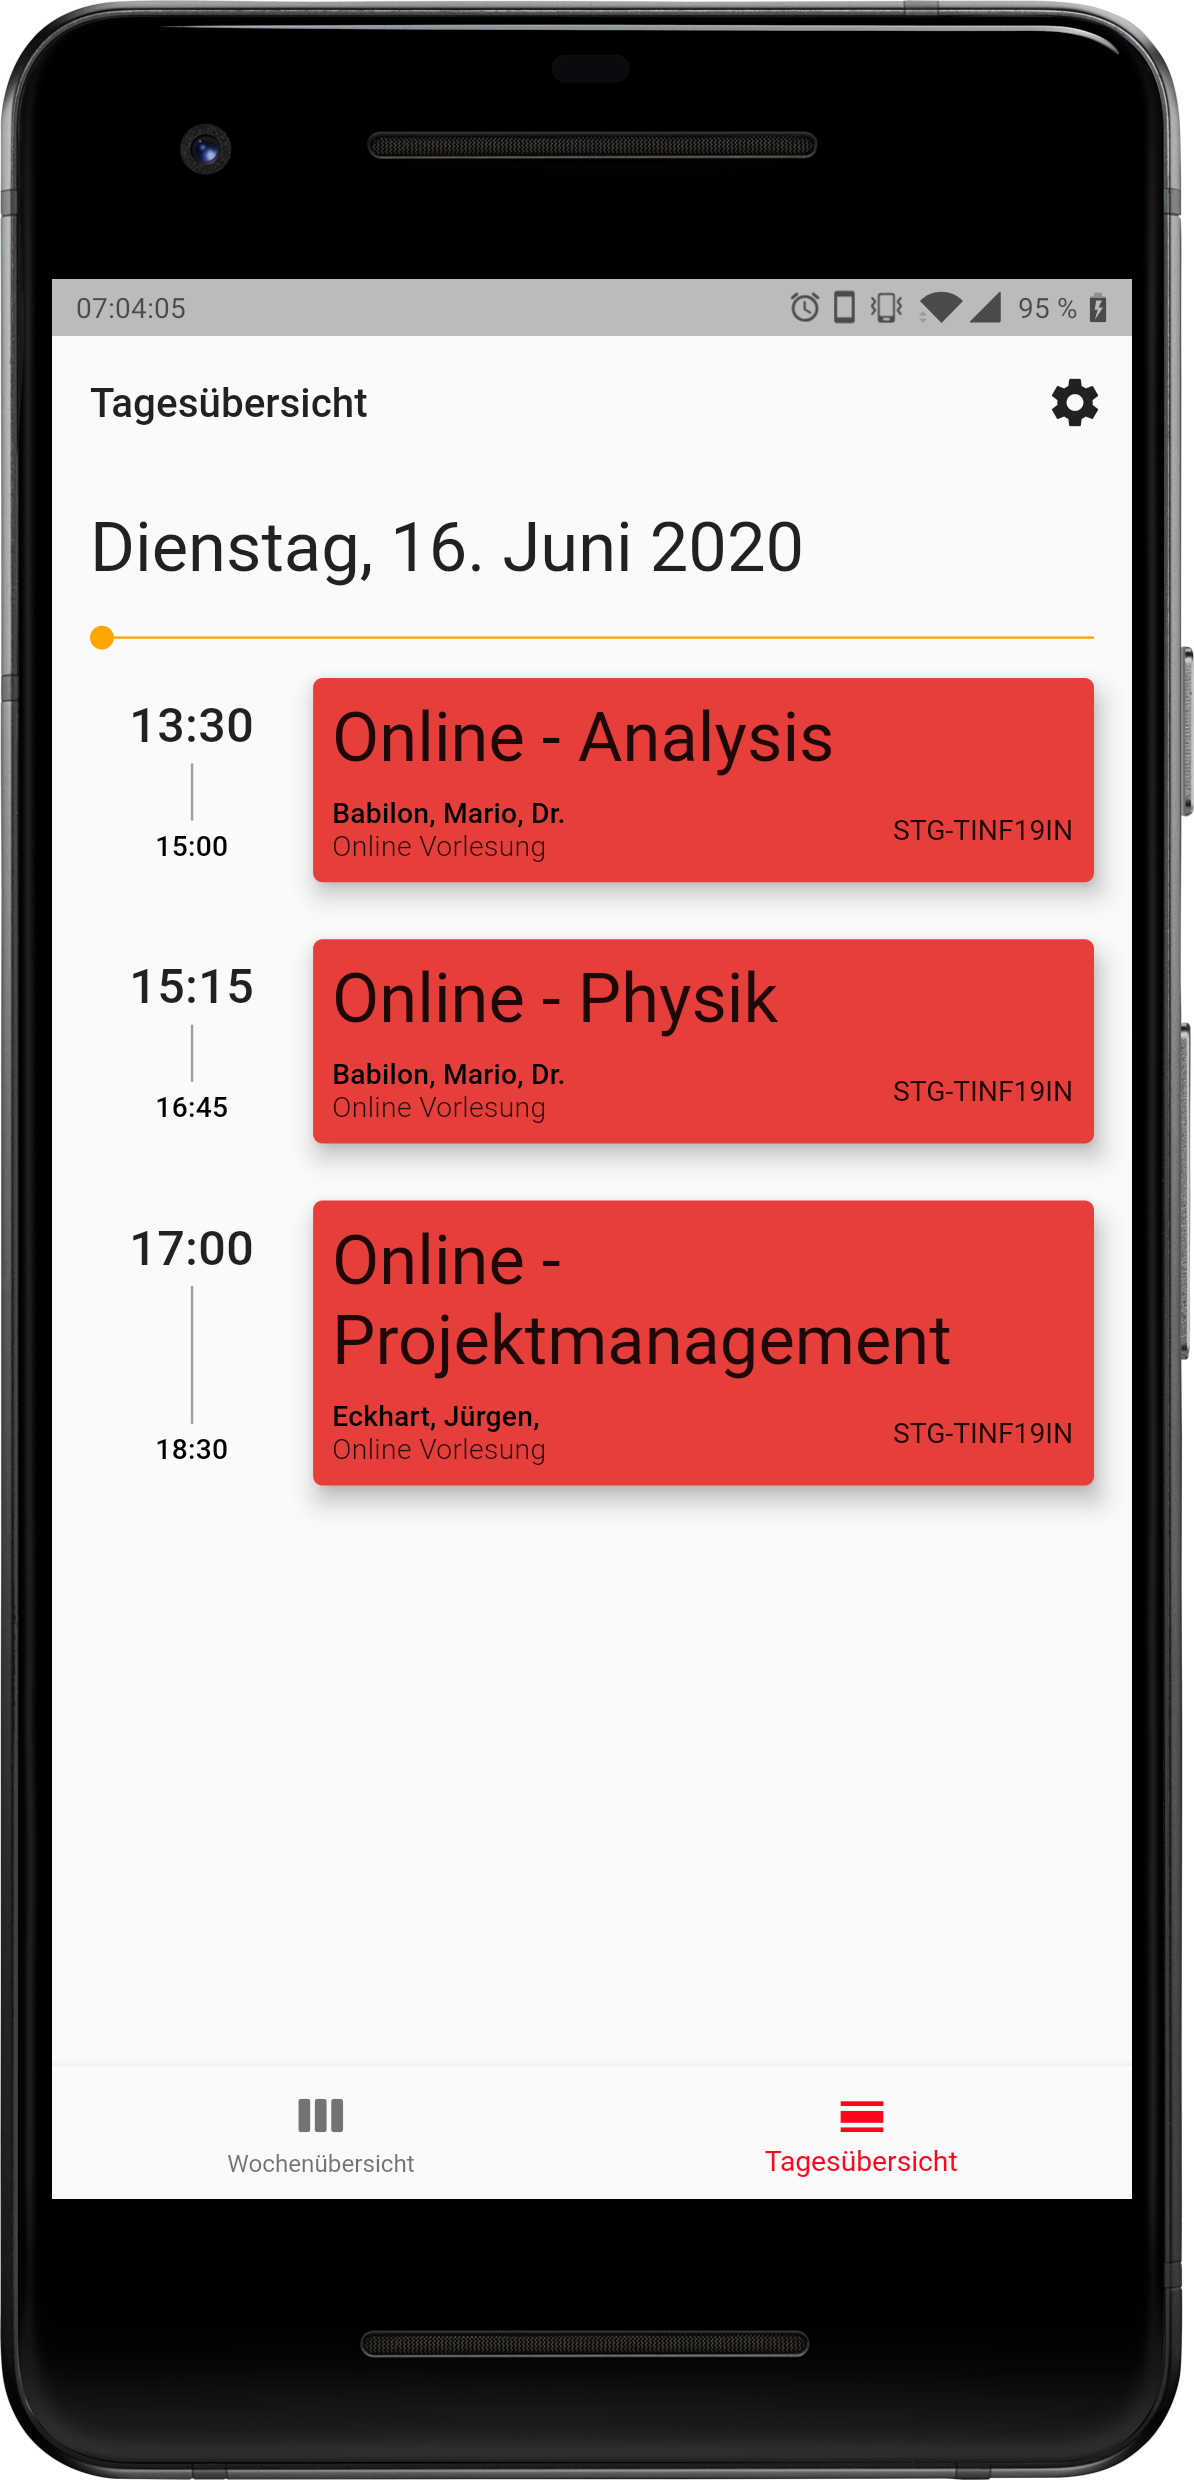 07:04:05
95 %
Tagesübersicht
Dienstag, 16. Juni 2020
13:30
15:00
Online - Analysis
Babilon, Mario, Dr.
Online Vorlesung
STG-TINF19IN
15:15
16:45
Online - Physik
Babilon, Mario, Dr.
Online Vorlesung
STG-TINF19IN
17:00
18:30
Online -
Projektmanagement
Eckhart, Jürgen,
Online Vorlesung
STG-TINF19IN
Wochenübersicht
Tagesübersicht